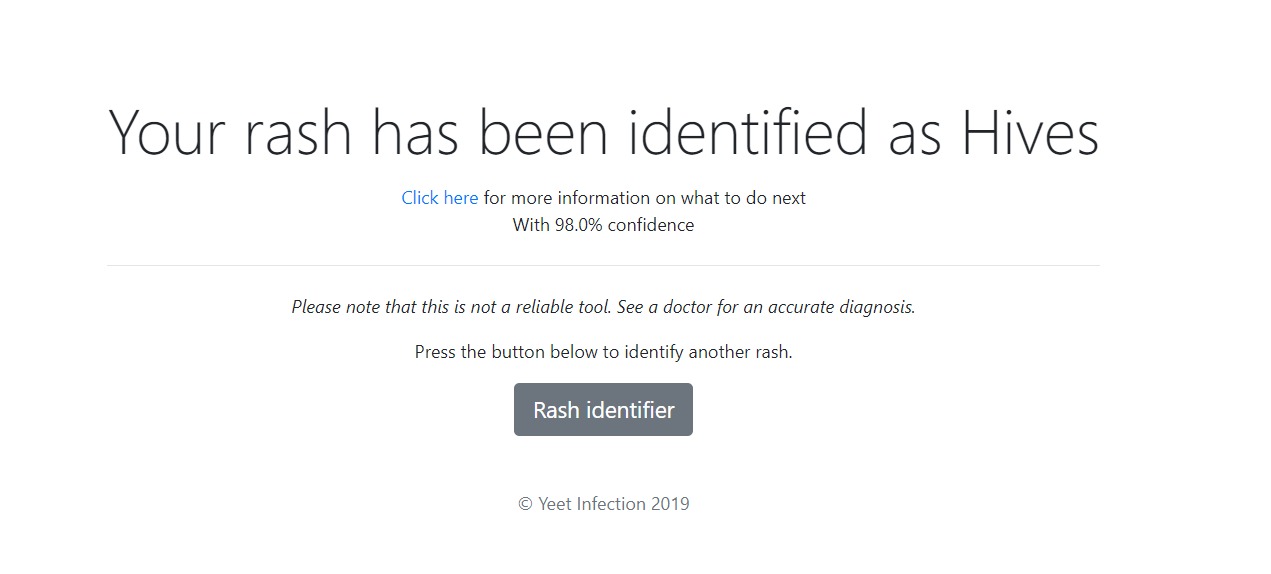 Your rash has been identified as Hives
Click here for more information on what to do next
With 98.0% confidence
Please note that this is not a reliable tool. See a doctor for an accurate diagnosis.
Press the button below to identify another rash.
Rash identifier
© Yeet Infection 2019